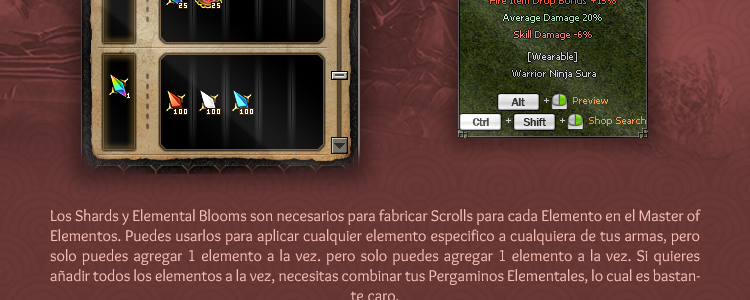 25 25
Fire Item Drop Bonus +15%
Average Damage 20%
Skill Damage -6%
[Wearable]
Warrior Ninja Sura
1
100 100 100
Alt + Preview
Ctrl + Shift + Shop Search
Los Shards y Elemental Blooms son necesarios para fabricar Scrolls para cada Elemento en el Master of
Elementos. Puedes usarlos para aplicar cualquier elemento especifico a cualquiera de tus armas, pero
solo puedes agregar 1 elemento a la vez. pero solo puedes agregar 1 elemento a la vez. Si quieres
añadir todos los elementos a la vez, necesitas combinar tus Pergaminos Elementales, lo cual es bastan-
te caro.